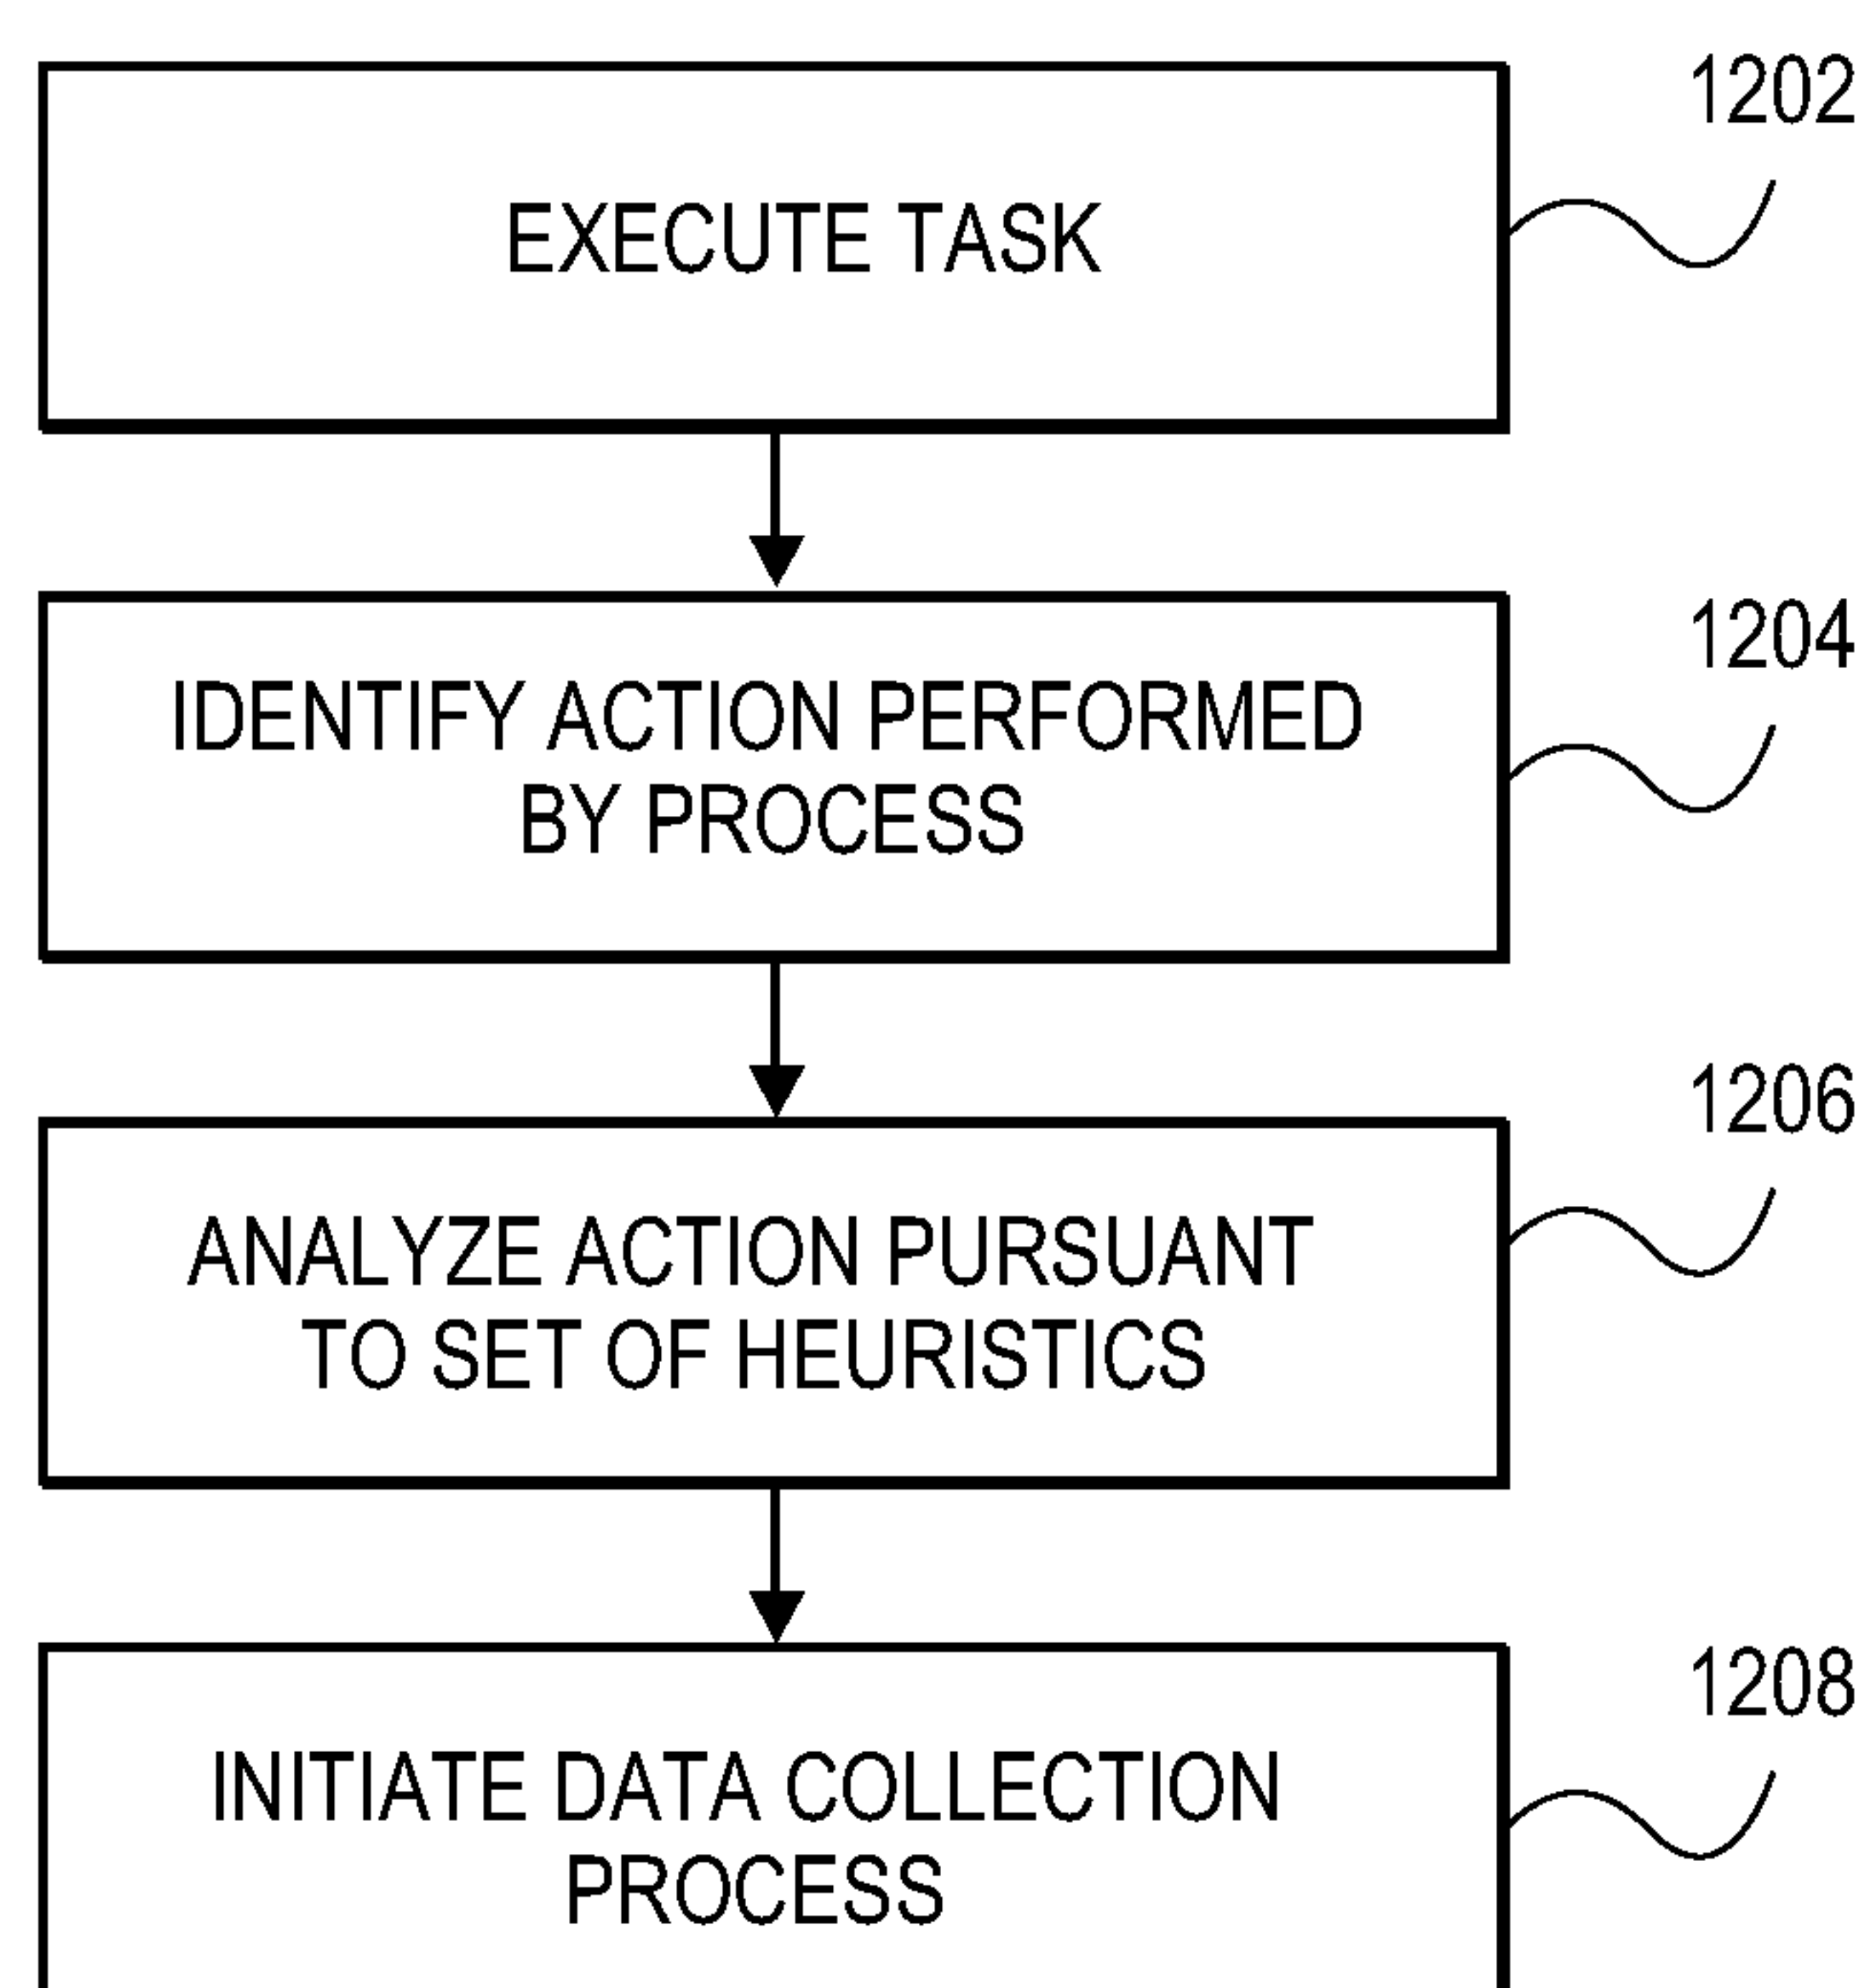 1202
EXECUTE TASK
1204
IDENTIFY ACTION PERFORMED
BY PROCESS
1206
ANALYZE ACTION PURSUANT
TO SET OF HEURISTICS
1208
INITIATE DATA COLLECTION
PROCESS